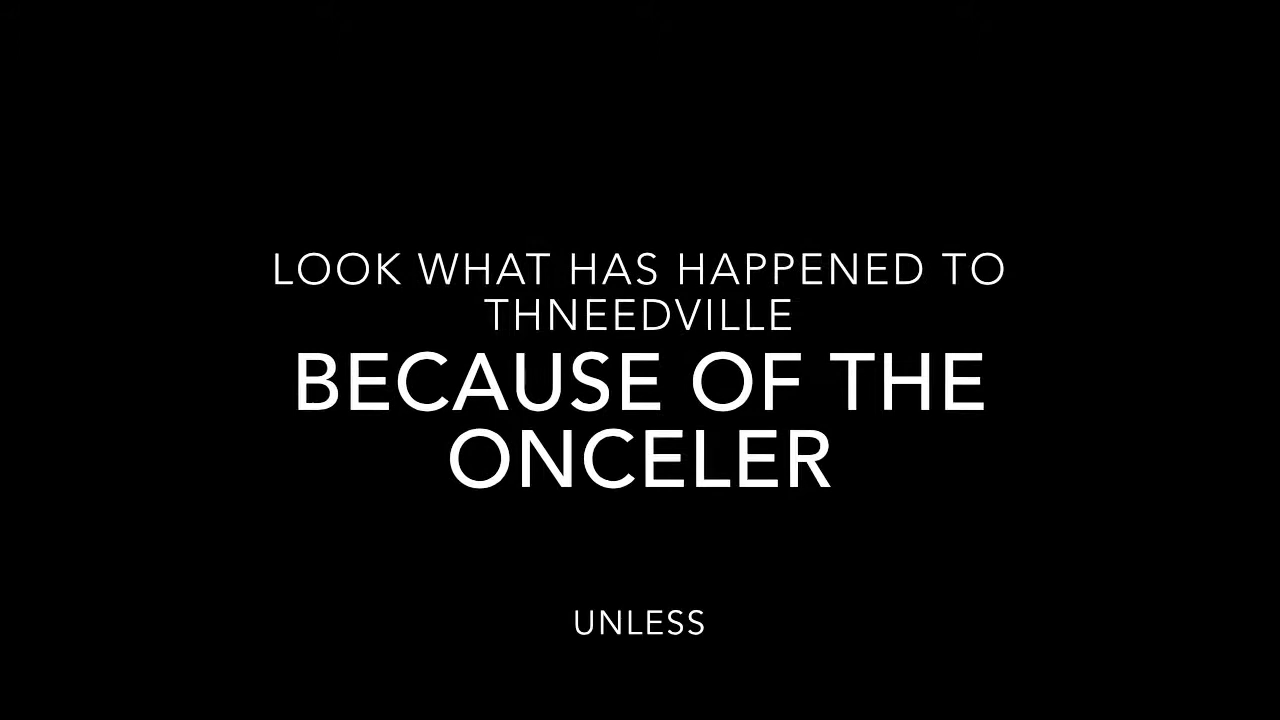 LOOK WHAT HAS HAPPENED TO
THNEEDVILLE
BECAUSE OF THE
ONCELER
UNLESS